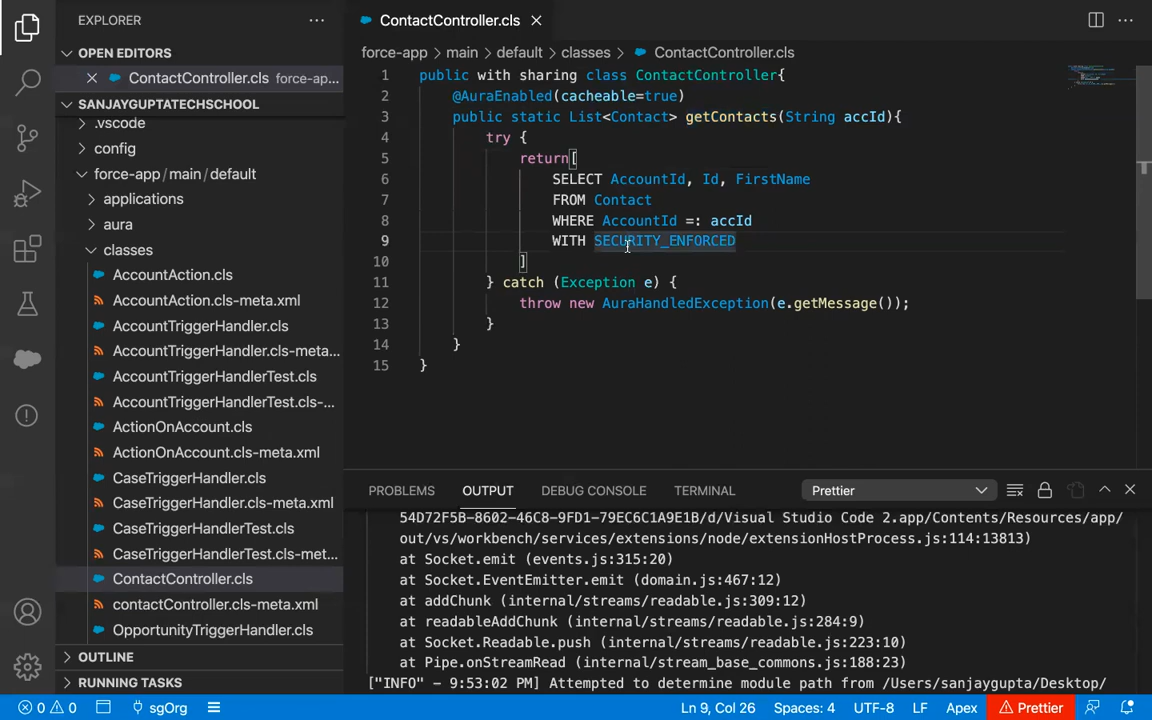 EXPLORER
ContactController.cls
OPEN EDITORS
ContactController.cls force-app...
SANJAYGUPTATECHSCHOOL
.vscode
config
force-app/main/default
applications
aura
classes
AccountAction.cls
AccountAction.cls-meta.xml
AccountTriggerHandler.cls
AccountTriggerHandler.cls-meta...
AccountTriggerHandlerTest.cls
AccountTriggerHandlerTest.cls-...
ActionOnAccount.cls
ActionOnAccount.cls-meta.xml
CaseTriggerHandler.cls
CaseTriggerHandler.cls-meta.xml
CaseTriggerHandlerTest.cls
CaseTriggerHandlerTest.cls-met...
ContactController.cls
contactController.cls-meta.xml
OpportunityTriggerHandler.cls
OUTLINE
RUNNING TASKS
force-app > main > default > classes > ContactController.cls
1 public with sharing class ContactController{
2 @AuraEnabled(cacheable=true)
3 public static List<Contact> getContacts(String accId){
4 try {
5 return[
6 SELECT AccountId, Id, FirstName
7 FROM Contact
8 WHERE AccountId =: accId
9 WITH SECURITY_ENFORCED
10 ]
11 } catch (Exception e) {
12 throw new AuraHandledException(e.getMessage());
13 }
14 }
15 }
PROBLEMS OUTPUT DEBUG CONSOLE TERMINAL Prettier
54D72F5B-8602-46C8-9FD1-79EC6C1A9E1B/d/Visual Studio Code 2.app/Contents/Resources/app/
out/vs/workbench/services/extensions/node/extensionHostProcess.js:114:13813)
at Socket.emit (events.js:315:20)
at Socket.EventEmitter.emit (domain.js:467:12)
at addChunk (internal/streams/readable.js:309:12)
at readableAddChunk (internal/streams/readable.js:284:9)
at Socket.Readable.push (internal/streams/readable.js:223:10)
at Pipe.onStreamRead (internal/stream_base_commons.js:188:23)
["INFO" - 9:53:02 PM] Attempted to determine module path from /Users/sanjaygupta/Desktop/
0 0 sgOrg Ln 9, Col 26 Spaces: 4 UTF-8 LF Apex Prettier